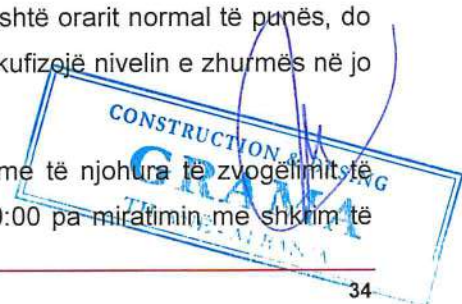 shtë orarit normal të punës, do
kufizojë nivelin e zhurmës në jo
CONSTRUCTION &
GRAMA
me të njohura të zvogëlimit të
0:00 pa miratimin me shkrim të
34